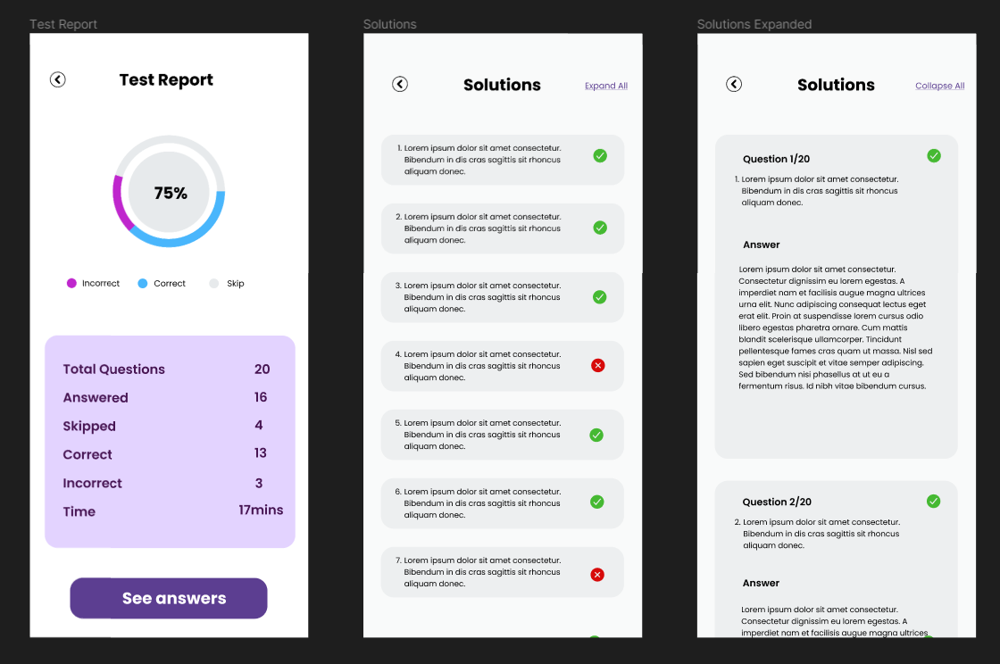 Test Report
Test Report
75%
Incorrect
Correct
Skip
Total Questions 20
Answered 16
Skipped 4
Correct 13
Incorrect 3
Time 17mins
See answers
Solutions
Solutions
Expand All
1. Lorem ipsum dolor sit amet consectetur.
Bibendum in dis cras sagittis sit rhoncus
aliquam donec.
2. Lorem ipsum dolor sit amet consectetur.
Bibendum in dis cras sagittis sit rhoncus
aliquam donec.
3. Lorem ipsum dolor sit amet consectetur.
Bibendum in dis cras sagittis sit rhoncus
aliquam donec.
4. Lorem ipsum dolor sit amet consectetur.
Bibendum in dis cras sagittis sit rhoncus
aliquam donec.
5. Lorem ipsum dolor sit amet consectetur.
Bibendum in dis cras sagittis sit rhoncus
aliquam donec.
6. Lorem ipsum dolor sit amet consectetur.
Bibendum in dis cras sagittis sit rhoncus
aliquam donec.
7. Lorem ipsum dolor sit amet consectetur.
Bibendum in dis cras sagittis sit rhoncus
aliquam donec.
Solutions Expanded
Solutions
Collapse All
Question 1/20
1. Lorem ipsum dolor sit amet consectetur.
Bibendum in dis cras sagittis sit rhoncus
aliquam donec.
Answer
Lorem ipsum dolor sit amet consectetur.
Consectetur dignissim eu lorem egestas. A
imperdiet nam et facilisis augue magna ultrices
urna elit. Nunc adipiscing consequat lectus eget
erat elit. Proin at suspendisse lorem cursus odio
libero egestas pharetra ornare. Cum mattis
blandit scelerisque ullamcorper. Tincidunt
pellentesque fames cras quam ut massa. Nisl sed
sapien eget suscipit et vitae semper adipiscing.
Sed bibendum nisi phasellus at ut eu a
fermentum risus. Id nibh vitae bibendum cursus.
Question 2/20
2. Lorem ipsum dolor sit amet consectetur.
Bibendum in dis cras sagittis sit rhoncus
aliquam donec.
Answer
Lorem ipsum dolor sit amet consectetur.
Consectetur dignissim eu lorem egestas. A
imperdiet nam et facilisis augue magna ultrices